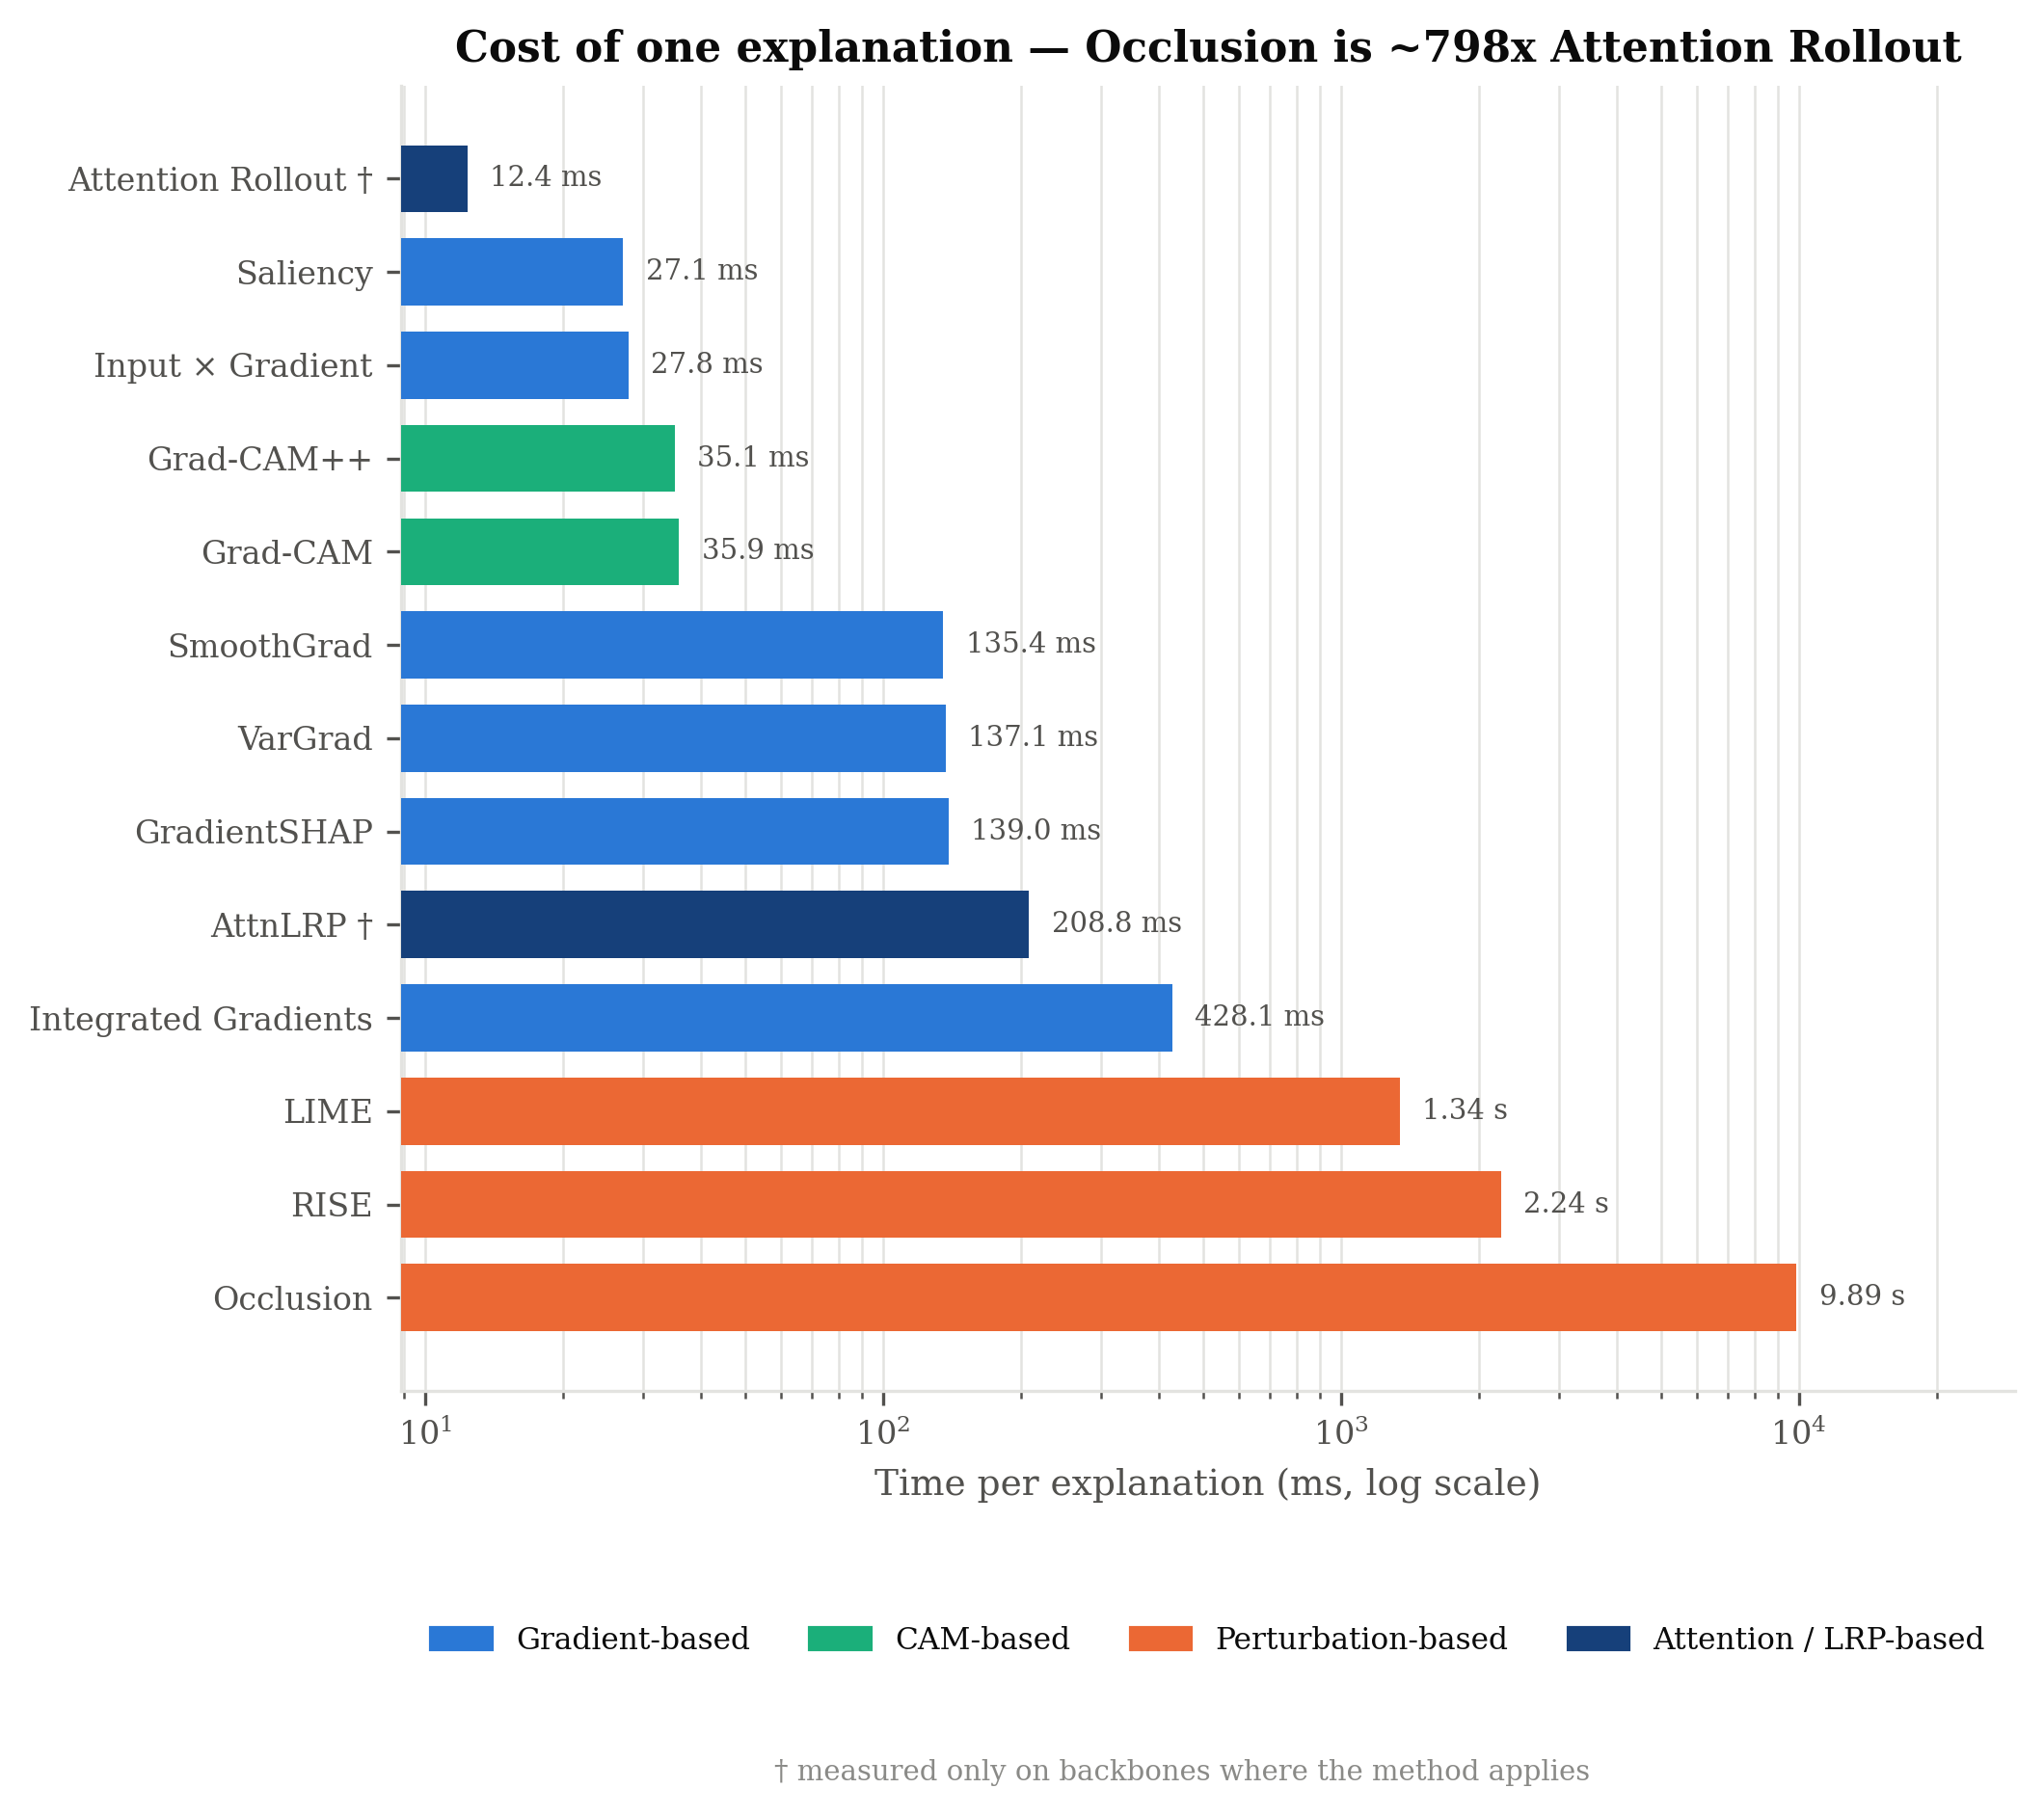 Cost of one explanation — Occlusion is ~798x Attention Rollout
Attention Rollout † 12.4 ms
Saliency 27.1 ms
Input × Gradient 27.8 ms
Grad-CAM++ 35.1 ms
Grad-CAM 35.9 ms
SmoothGrad 135.4 ms
VarGrad 137.1 ms
GradientSHAP 139.0 ms
AttnLRP † 208.8 ms
Integrated Gradients 428.1 ms
LIME 1.34 s
RISE 2.24 s
Occlusion 9.89 s
10¹ 10² 10³ 10⁴
Time per explanation (ms, log scale)
Gradient-based CAM-based Perturbation-based Attention / LRP-based
† measured only on backbones where the method applies